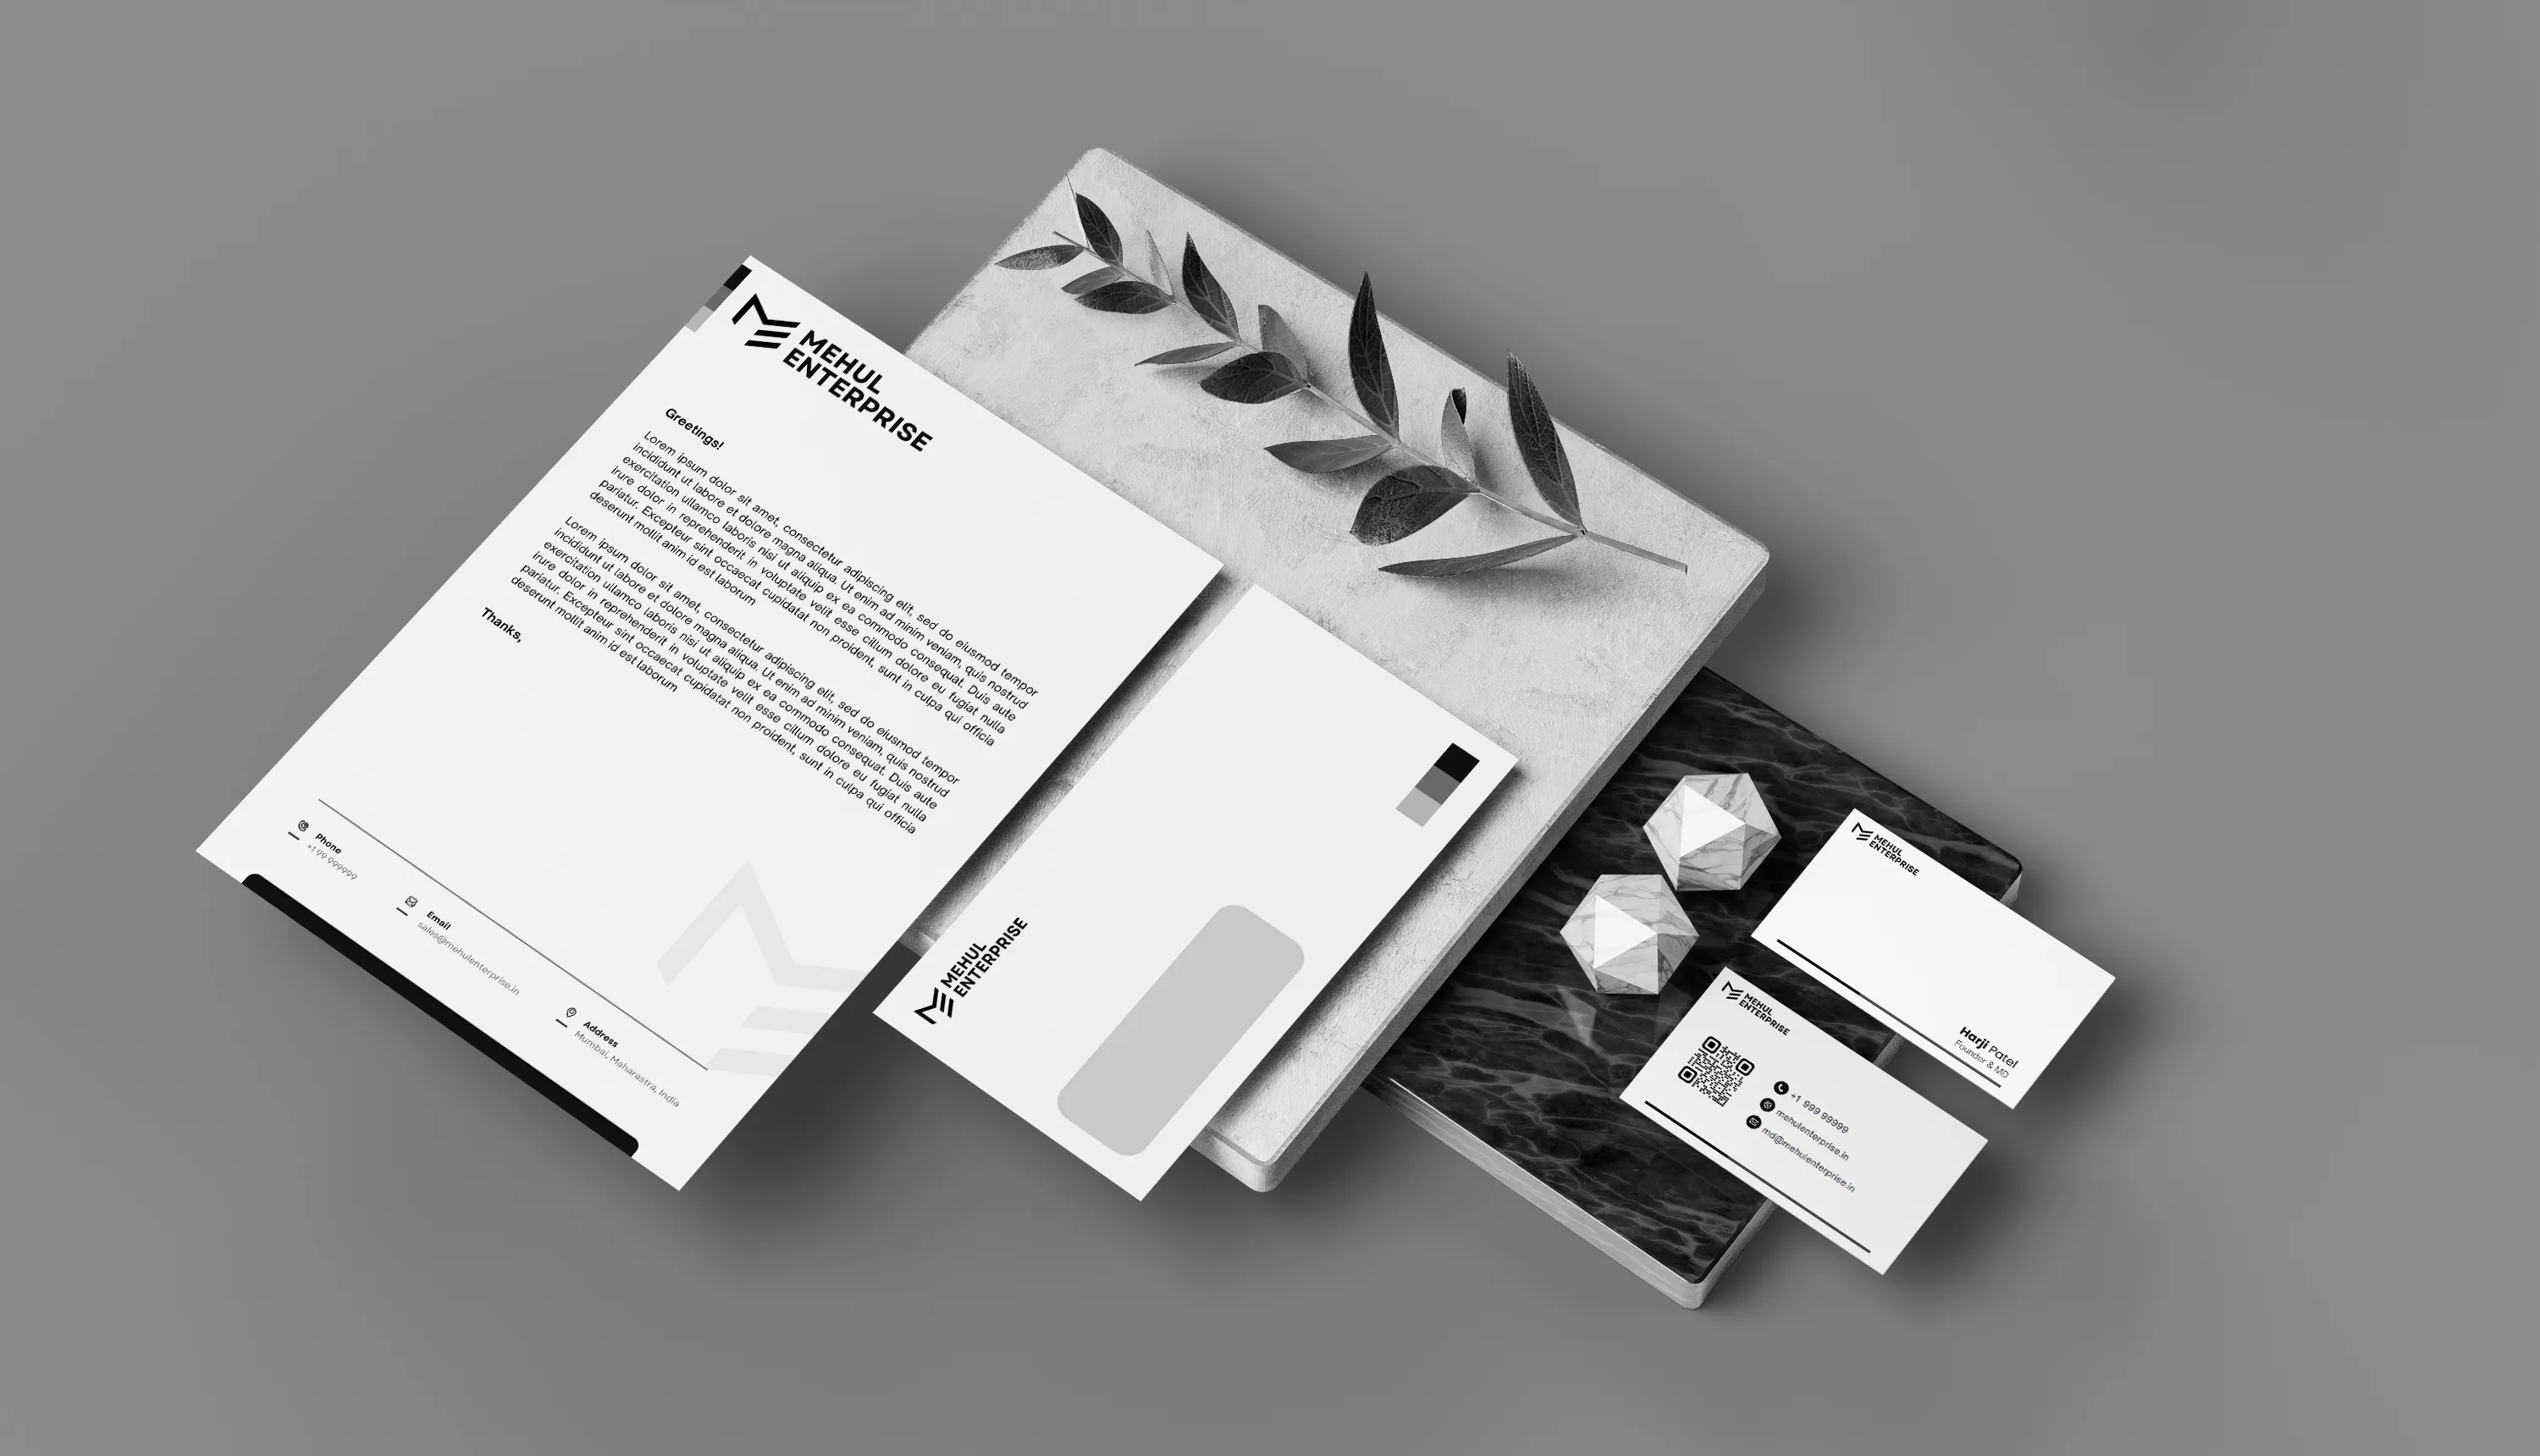 MEHUL
ENTERPRISE
Greetings!
Lorem ipsum dolor sit amet, consectetur adipiscing elit, sed do eiusmod tempor
incididunt ut labore et dolore magna aliqua. Ut enim ad minim veniam, quis nostrud
exercitation ullamco laboris nisi ut aliquip ex ea commodo consequat. Duis aute
irure dolor in reprehenderit in voluptate velit esse cillum dolore eu fugiat nulla
pariatur. Excepteur sint occaecat cupidatat non proident, sunt in culpa qui officia
deserunt mollit anim id est laborum
Lorem ipsum dolor sit amet, consectetur adipiscing elit, sed do eiusmod tempor
incididunt ut labore et dolore magna aliqua. Ut enim ad minim veniam, quis nostrud
exercitation ullamco laboris nisi ut aliquip ex ea commodo consequat. Duis aute
irure dolor in reprehenderit in voluptate velit esse cillum dolore eu fugiat nulla
pariatur. Excepteur sint occaecat cupidatat non proident, sunt in culpa qui officia
deserunt mollit anim id est laborum
Thanks,
Phone
+1 99 999999
Email
sales@mehulenterprise.in
Address
Mumbai, Maharastra, India
MEHUL
ENTERPRISE
MEHUL
ENTERPRISE
Harji Patel
Founder & MD
MEHUL
ENTERPRISE
+1 999 99999
mehulenterprise.in
md@mehulenterprise.in